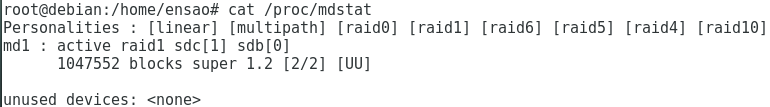 root@debian:/home/ensao# cat /proc/mdstat
Personalities : [linear] [multipath] [raid0] [raid1] [raid6] [raid5] [raid4] [raid10]
md1 : active raid1 sdc[1] sdb[0]
      1047552 blocks super 1.2 [2/2] [UU]

unused devices: <none>